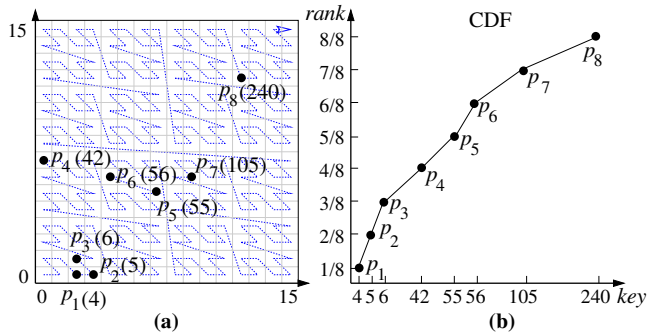 15
p8(240)
p4(42)
p6(56)
p7(105)
p5(55)
p3(6)
p2(5)
0
0
15
p1(4)
(a)
rank
CDF
8/8
7/8
6/8
5/8
4/8
3/8
2/8
1/8
p8
p7
p6
p5
p4
p3
p2
p1
4 5 6 42 55 56 105 240 key
(b)